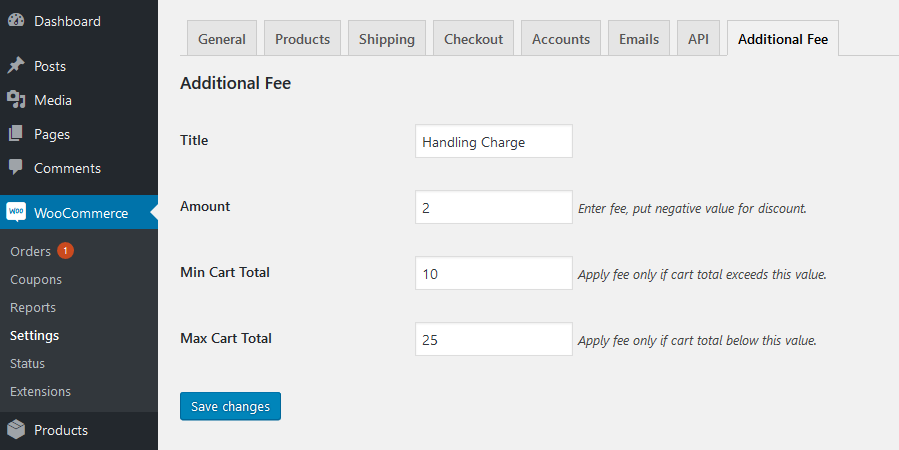 Dashboard
Posts
Media
Pages
Comments
WOO WooCommerce
Orders 1
Coupons
Reports
Settings
Status
Extensions
Products
General Products Shipping Checkout Accounts Emails API Additional Fee
Additional Fee
Title Handling Charge
Amount 2 Enter fee, put negative value for discount.
Min Cart Total 10 Apply fee only if cart total exceeds this value.
Max Cart Total 25 Apply fee only if cart total below this value.
Save changes